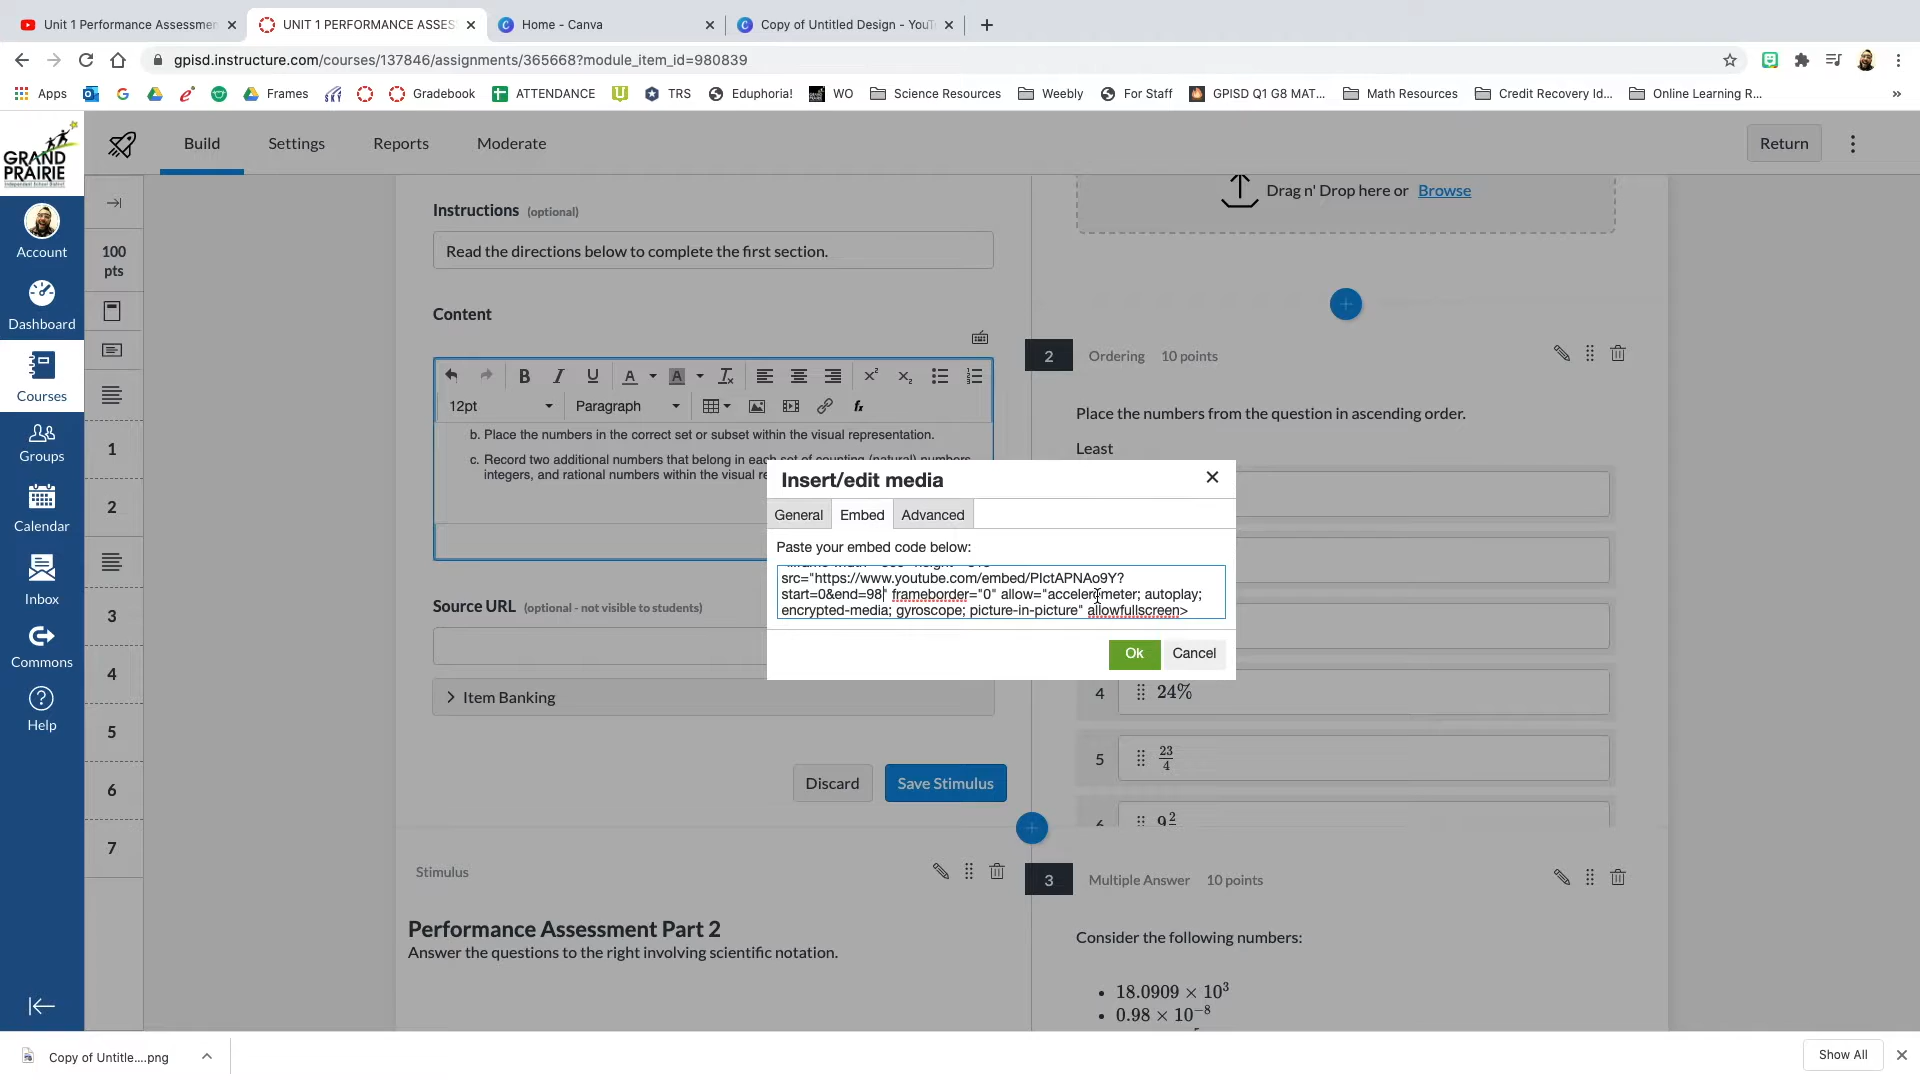 Unit 1 Performance Assessmen
UNIT 1 PERFORMANCE ASSES
Home - Canva
Copy of Untitled Design - YouT
gpisd.instructure.com/courses/137846/assignments/365668?module_item_id=980839
Apps
Frames
Gradebook
ATTENDANCE
TRS
Eduphoria!
WO
Science Resources
Weebly
For Staff
GPISD Q1 G8 MAT...
Math Resources
Credit Recovery Id...
Online Learning R...
»
GRAND
PRAIRIE
Build
Settings
Reports
Moderate
Return
Account
Dashboard
Courses
Groups
Calendar
Inbox
Commons
Help
100
pts
1
2
3
4
5
6
7
Instructions (optional)
Read the directions below to complete the first section.
Content
12pt
Paragraph
b. Place the numbers in the correct set or subset within the visual representation.
c. Record two additional numbers that belong in each set of counting (natural) numbers,
integers, and rational numbers within the visual re
Source URL (optional - not visible to students)
Item Banking
Discard
Save Stimulus
Stimulus
Performance Assessment Part 2
Answer the questions to the right involving scientific notation.
Insert/edit media
General
Embed
Advanced
Paste your embed code below:
src="https://www.youtube.com/embed/PIctAPNAo9Y?
start=0&end=98" frameborder="0" allow="accelerometer; autoplay;
encrypted-media; gyroscope; picture-in-picture" allowfullscreen>
Ok
Cancel
Drag n' Drop here or Browse
2
Ordering
10 points
Place the numbers from the question in ascending order.
Least
4
24%
5
23/4
3
Multiple Answer
10 points
Consider the following numbers:
• 18.0909 × 10³
• 0.98 × 10⁻⁸
Copy of Untitle....png
Show All